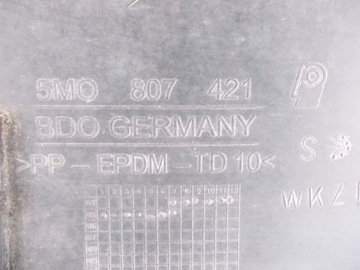 5M0 807 421
BDO GERMANY
>PP-EPDM-TD 10<
S
WKZ